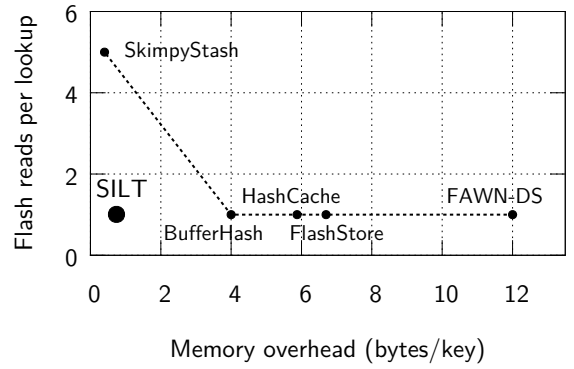 6
4
2
0
Flash reads per lookup
SkimpyStash
SILT
HashCache
FAWN-DS
BufferHash
FlashStore
0 2 4 6 8 10 12
Memory overhead (bytes/key)